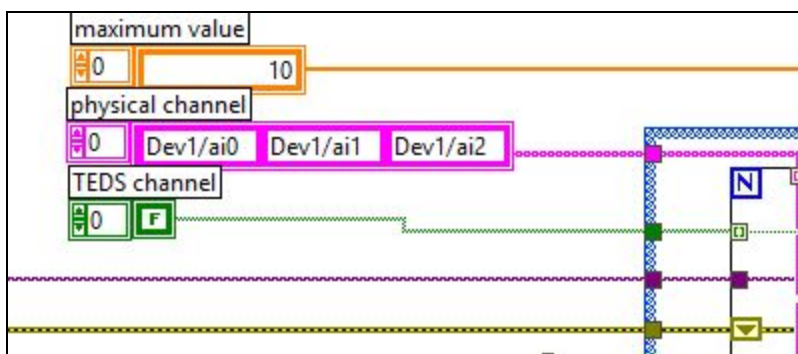 maximum value
0 10
physical channel
0 Dev1/ai0 Dev1/ai1 Dev1/ai2
TEDS channel
N
0 F